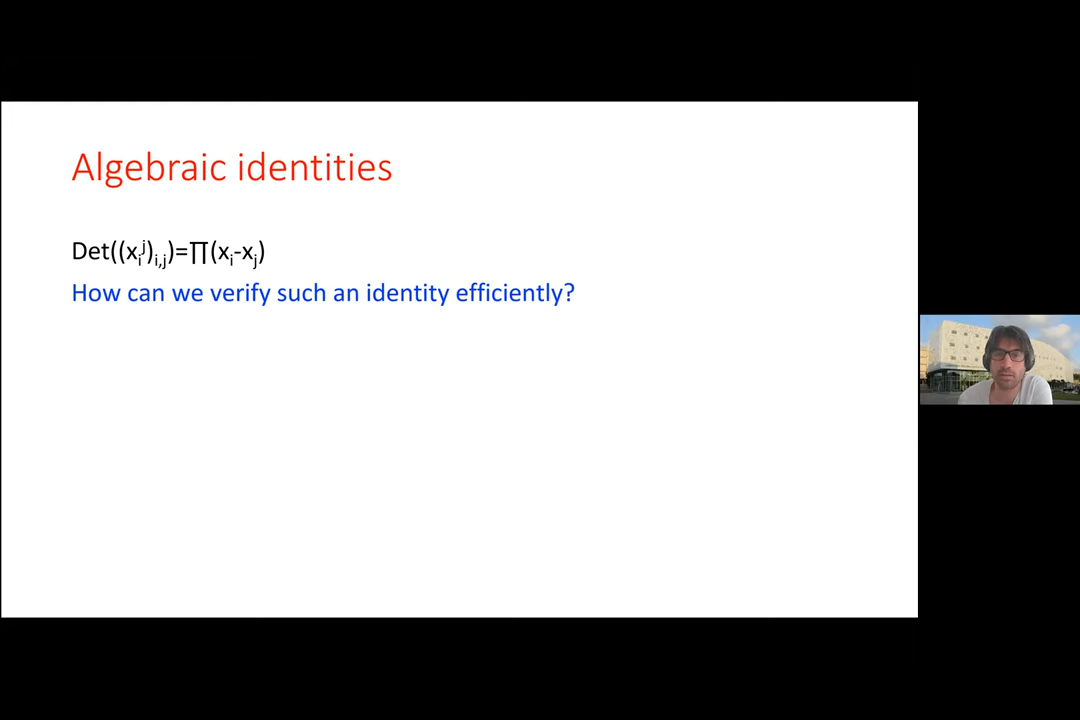 Algebraic identities
Det((xᵢʲ)ᵢ,ⱼ)=∏(xᵢ-xⱼ)
How can we verify such an identity efficiently?